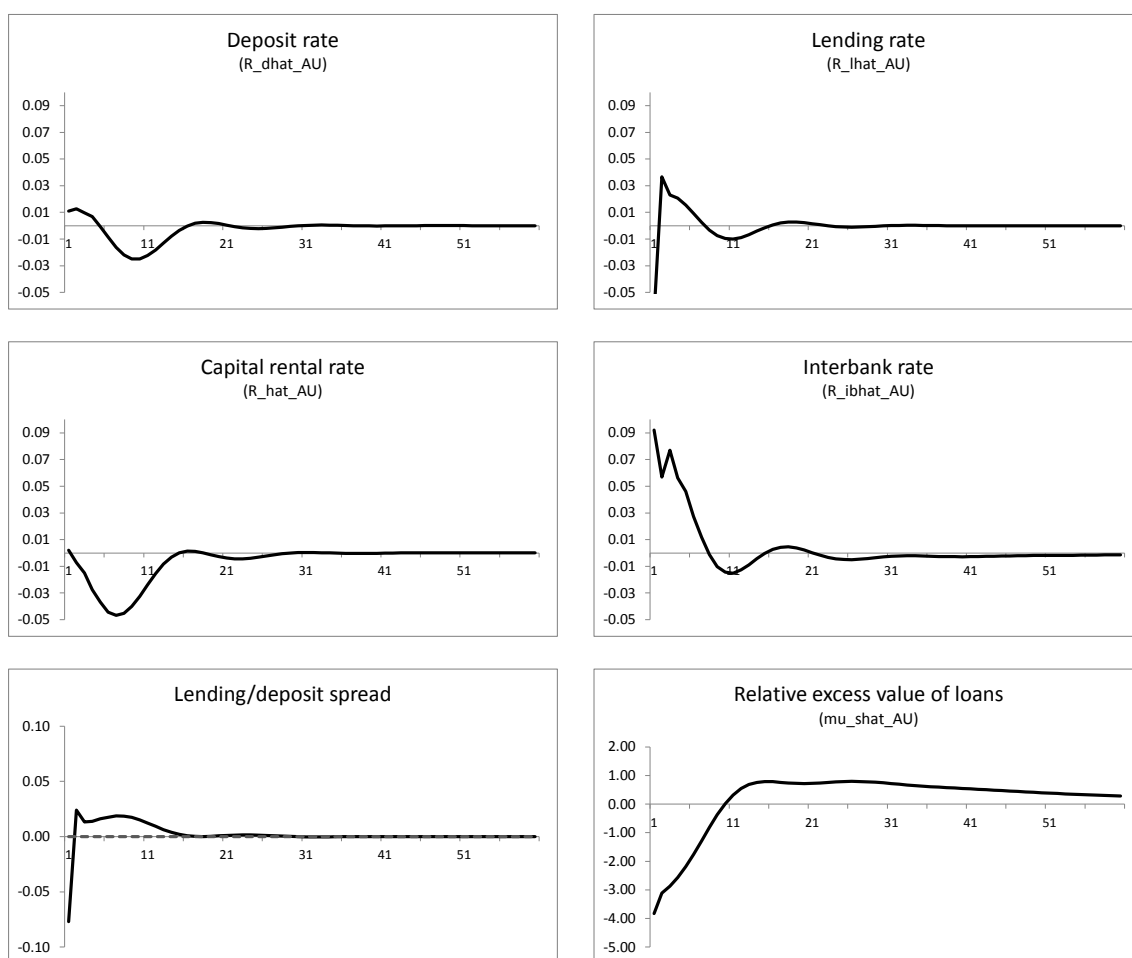 Deposit rate
(R_dhat_AU)
0.09
0.07
0.05
0.03
0.01
-0.01
-0.03
-0.05
1 11 21 31 41 51
Lending rate
(R_lhat_AU)
0.09
0.07
0.05
0.03
0.01
-0.01
-0.03
-0.05
1 11 21 31 41 51
Capital rental rate
(R_hat_AU)
0.09
0.07
0.05
0.03
0.01
-0.01
-0.03
-0.05
1 11 21 31 41 51
Interbank rate
(R_ibhat_AU)
0.09
0.07
0.05
0.03
0.01
-0.01
-0.03
-0.05
1 11 21 31 41 51
Lending/deposit spread
0.10
0.05
0.00
-0.05
-0.10
1 11 21 31 41 51
Relative excess value of loans
(mu_shat_AU)
2.00
1.00
0.00
-1.00
-2.00
-3.00
-4.00
-5.00
1 11 21 31 41 51